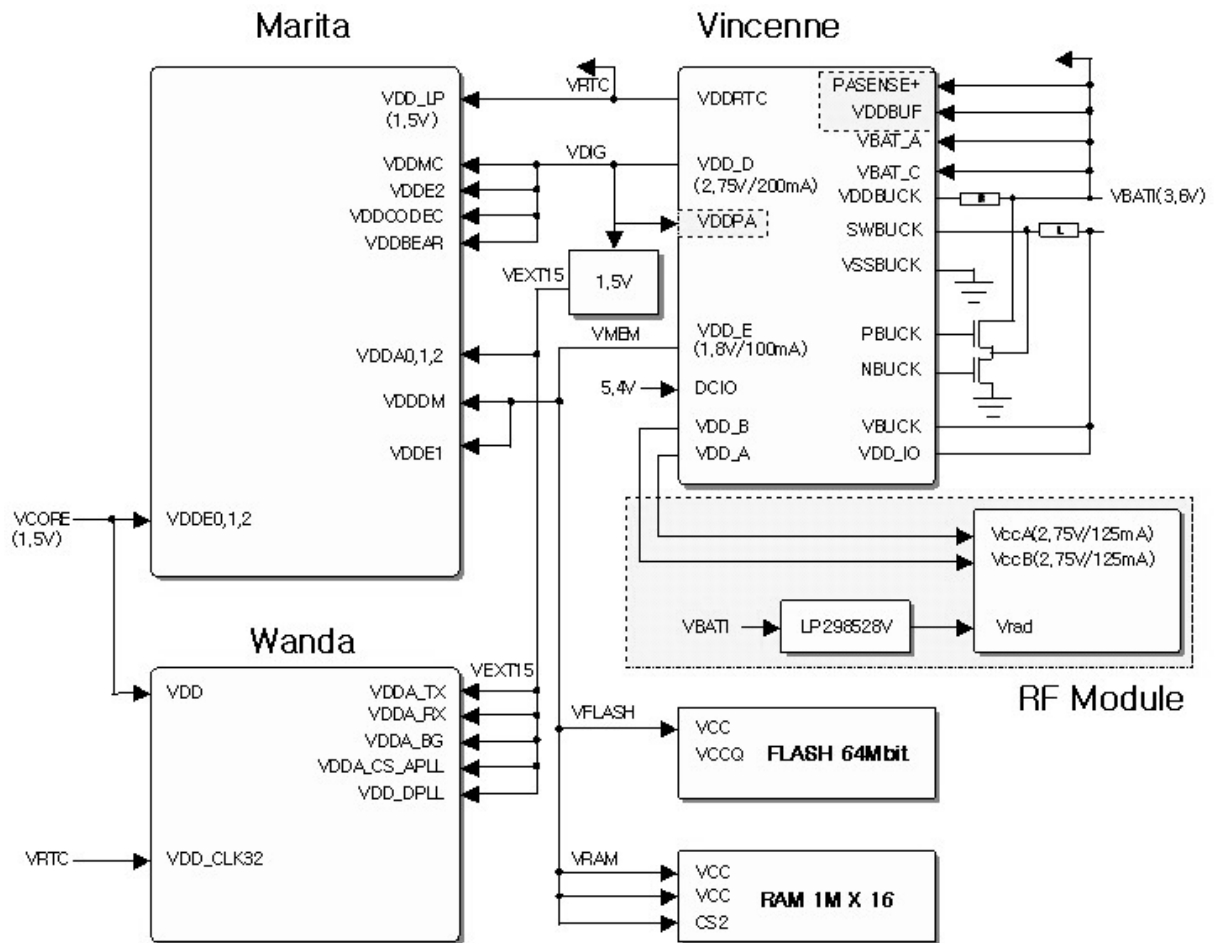 Marita
Vincenne
VDD_LP
(1,5V)
VRTC
VDDRTC
PASENSE+
VDDBUF
VBAT_A
VBAT_C
VDDMC
VDDE2
VDDCODEC
VDDBEAR
VDIG
VDD_D
(2,75V/200mA)
VDDPA
VDDBUCK
R
VBATI(3,6V)
SWBUCK
L
VSSBUCK
VEXT15
1,5V
VMEM
VDD_E
(1,8V/100mA)
PBUCK
NBUCK
VDDA0,1,2
VDDDM
VDDE1
5,4V
DCIO
VDD_B
VDD_A
VBUCK
VDD_IO
VCORE
(1,5V)
VDDE0,1,2
VccA(2,75V/125mA)
VccB(2,75V/125mA)
VBATI
LP298528V
Vrad
RF Module
Wanda
VEXT15
VDD
VDDA_TX
VDDA_RX
VDDA_BG
VDDA_CS_APLL
VDD_DPLL
VRTC
VDD_CLK32
VFLASH
VCC
VCCQ
FLASH 64Mbit
VRAM
VCC
VCC
CS2
RAM 1M X 16